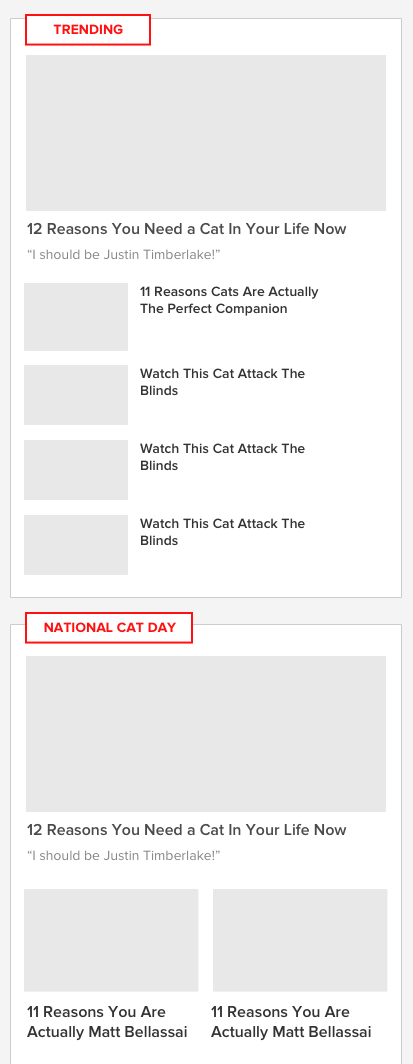 TRENDING
12 Reasons You Need a Cat In Your Life Now
“I should be Justin Timberlake!”
11 Reasons Cats Are Actually
The Perfect Companion
Watch This Cat Attack The
Blinds
Watch This Cat Attack The
Blinds
Watch This Cat Attack The
Blinds
NATIONAL CAT DAY
12 Reasons You Need a Cat In Your Life Now
“I should be Justin Timberlake!”
11 Reasons You Are
Actually Matt Bellassai
11 Reasons You Are
Actually Matt Bellassai